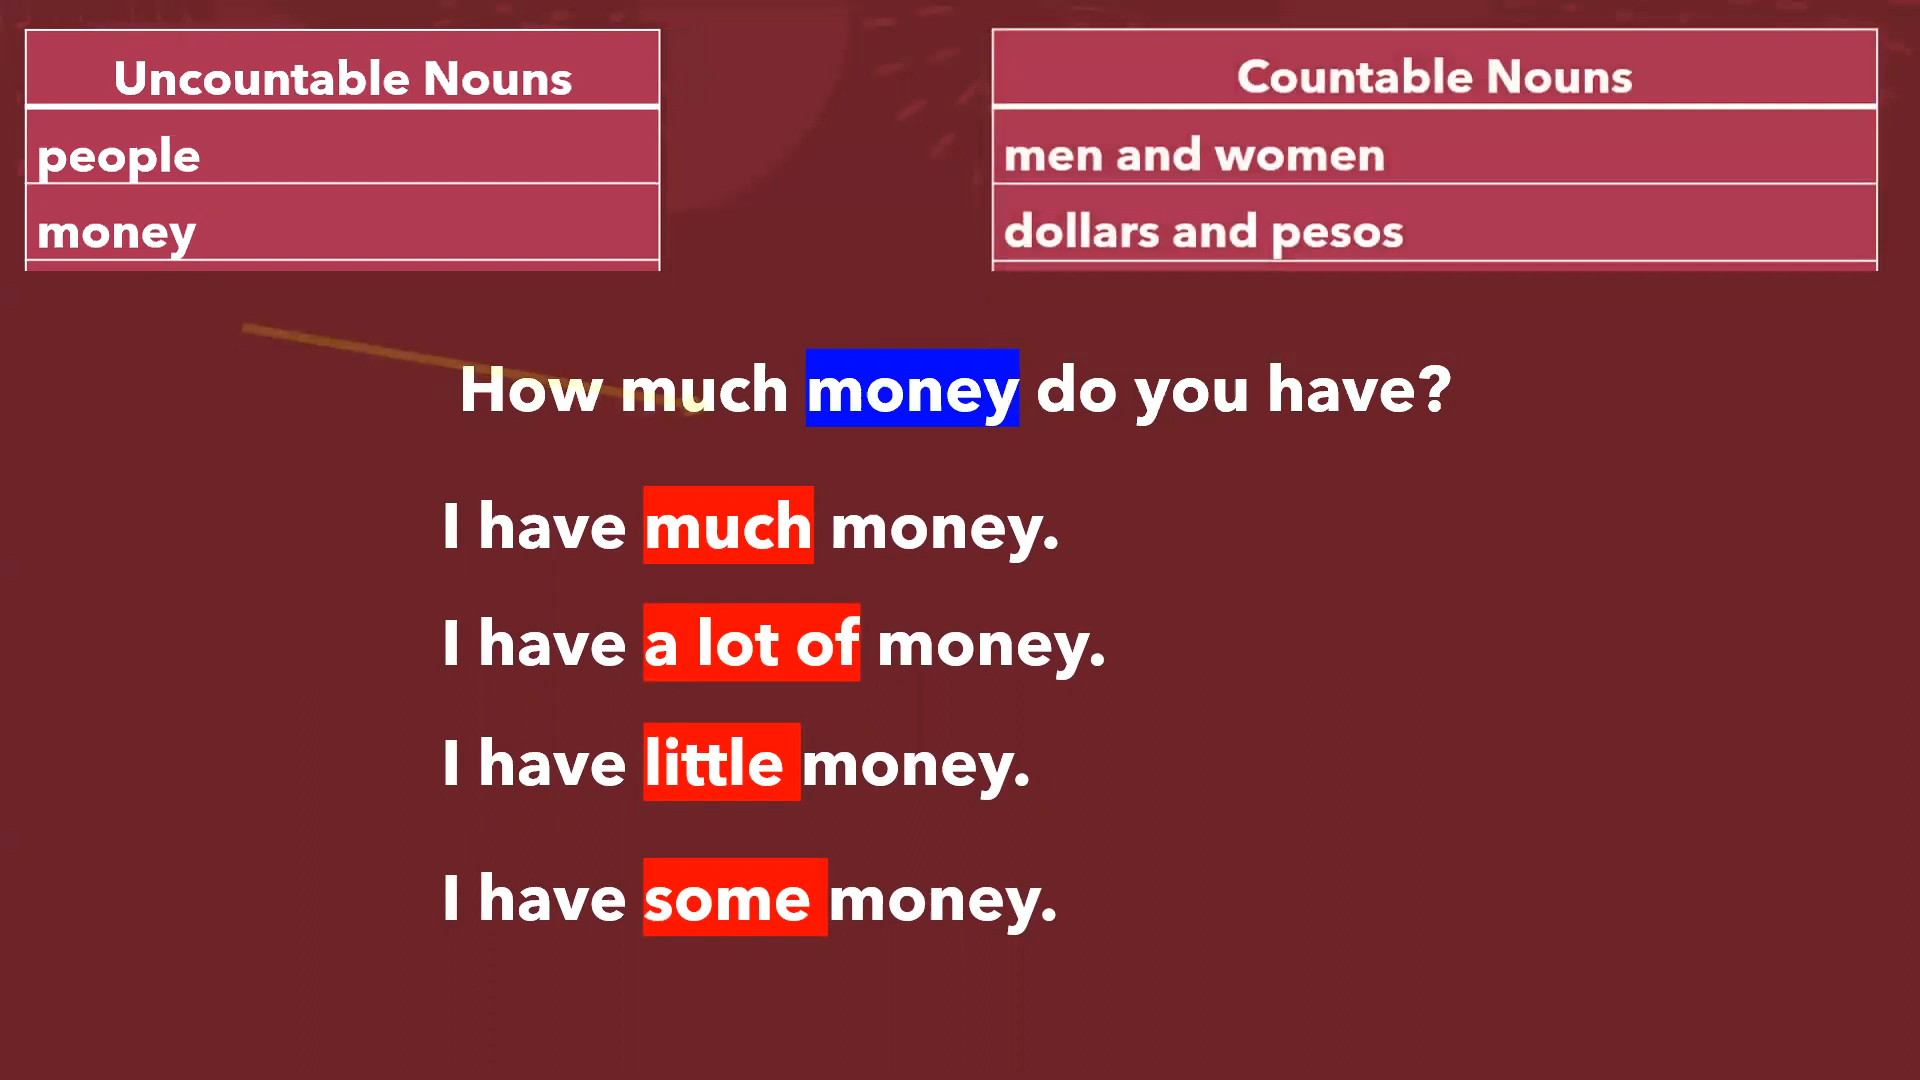 Uncountable Nouns
people
money
Countable Nouns
men and women
dollars and pesos
How much money do you have?
I have much money.
I have a lot of money.
I have little money.
I have some money.